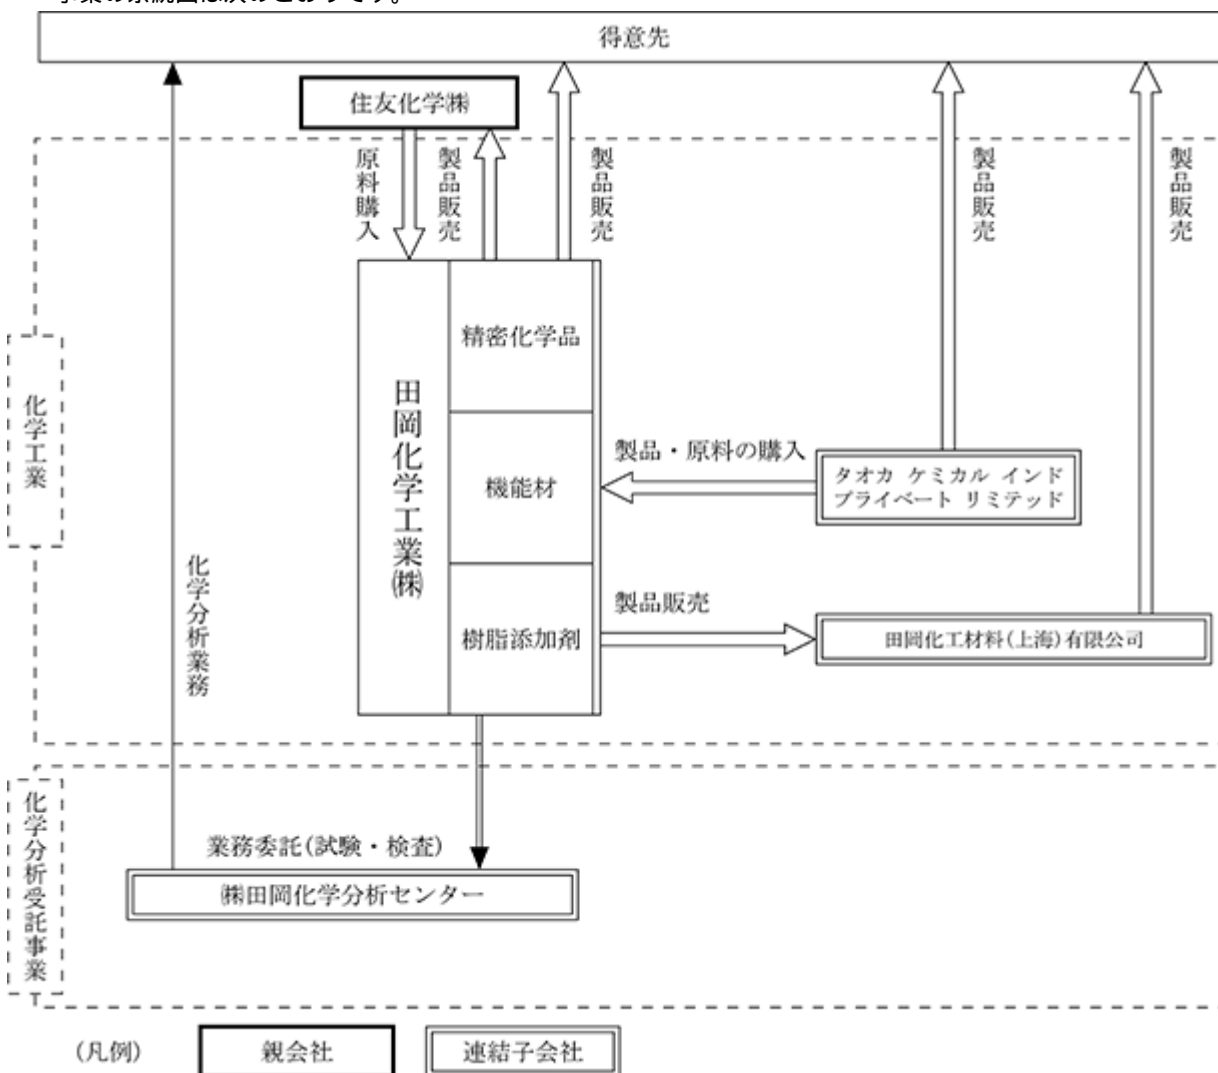 事業の系統図は次のとおりです。
得意先
住友化学㈱
原料購入
製品販売
製品販売
製品販売
製品販売
化学工業
田岡化学工業㈱
精密化学品
機能材
樹脂添加剤
製品・原料の購入
タオカ ケミカル インド
プライベート リミテッド
製品販売
田岡化工材料(上海)有限公司
化学分析業務
化学分析受託事業
業務委託(試験・検査)
㈱田岡化学分析センター
(凡例)
親会社
連結子会社